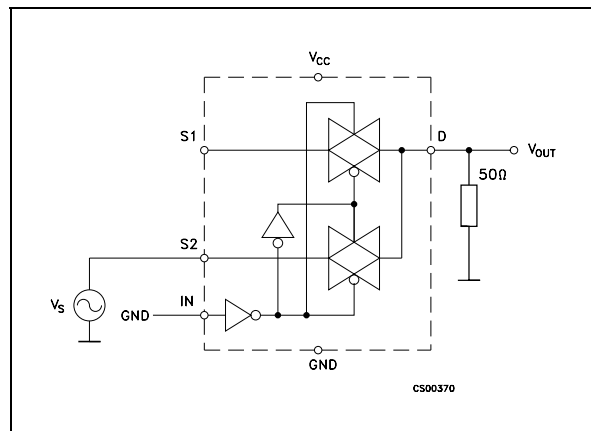 VCC
S1
D
VOUT
50Ω
S2
IN
VS
GND
GND
CS00370